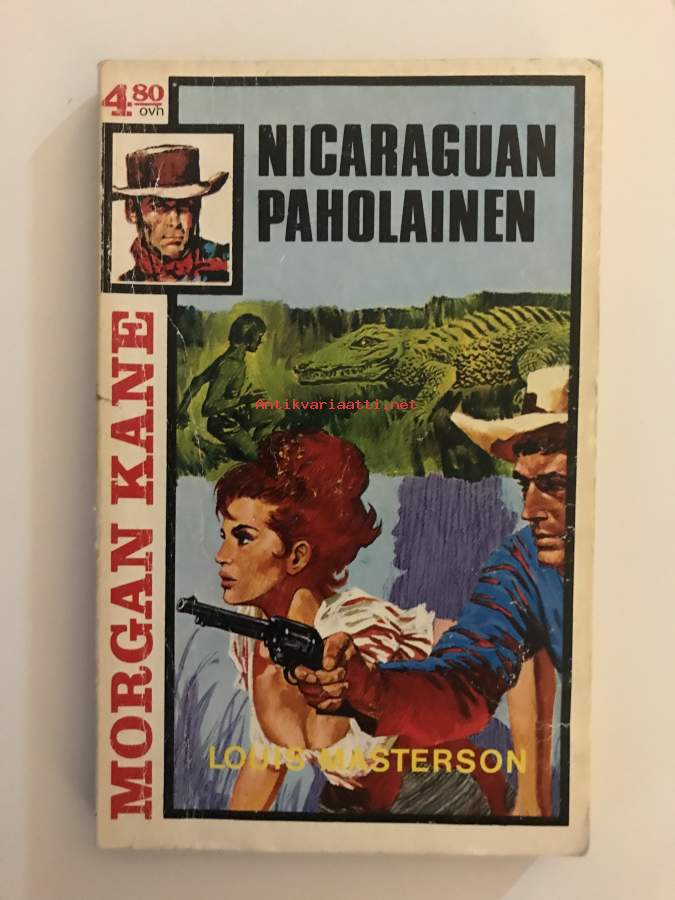 4.80
ovh
NICARAGUAN
PAHOLAINEN
MORGAN KANE
Antikvariaatti.net
LOUIS MASTERSON